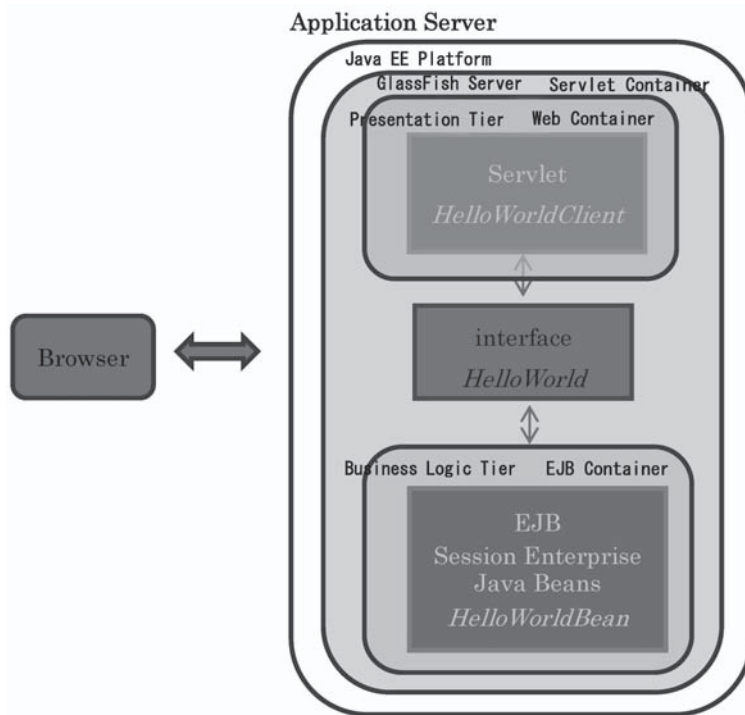 Application Server
Java EE Platform
GlassFish Server Servlet Container
Presentation Tier Web Container
Servlet
HelloWorldClient
Browser
interface
HelloWorld
Business Logic Tier EJB Container
EJB
Session Enterprise
Java Beans
HelloWorldBean